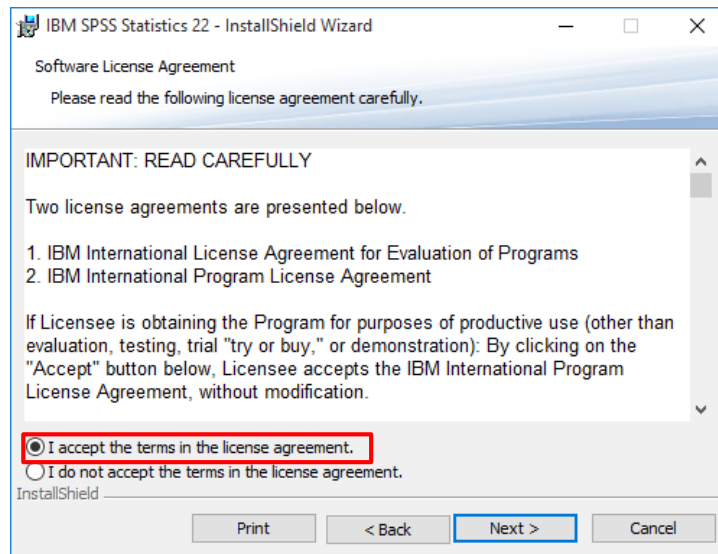 IBM SPSS Statistics 22 - InstallShield Wizard
Software License Agreement
Please read the following license agreement carefully.
IMPORTANT: READ CAREFULLY
Two license agreements are presented below.
1. IBM International License Agreement for Evaluation of Programs
2. IBM International Program License Agreement
If Licensee is obtaining the Program for purposes of productive use (other than
evaluation, testing, trial "try or buy," or demonstration): By clicking on the
"Accept" button below, Licensee accepts the IBM International Program
License Agreement, without modification.
I accept the terms in the license agreement.
I do not accept the terms in the license agreement.
InstallShield
Print
< Back
Next >
Cancel